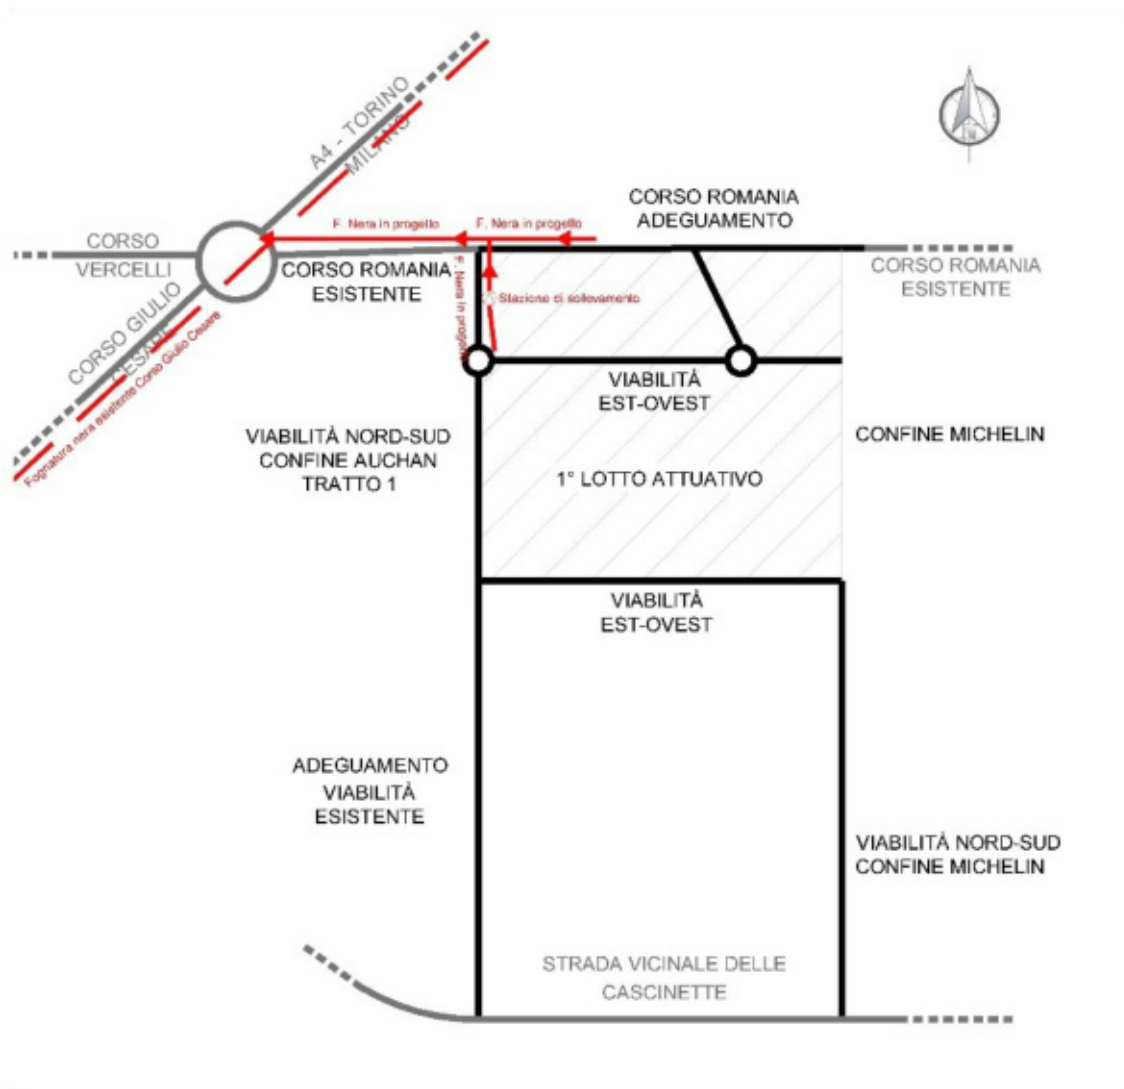 A4 - TORINO
MILANO
N
CORSO ROMANIA
ADEGUAMENTO
F. Nera in progetto
F. Nera in progetto
CORSO
VERCELLI
CORSO ROMANIA
ESISTENTE
CORSO ROMANIA
ESISTENTE
F. Nera in progetto
Stazione di sollevamento
CORSO GIULIO
CESARE
Fognatura nera esistente Corso Giulio Cesare
VIABILITÀ
EST-OVEST
VIABILITÀ NORD-SUD
CONFINE AUCHAN
TRATTO 1
CONFINE MICHELIN
1° LOTTO ATTUATIVO
VIABILITÀ
EST-OVEST
ADEGUAMENTO
VIABILITÀ
ESISTENTE
VIABILITÀ NORD-SUD
CONFINE MICHELIN
STRADA VICINALE DELLE
CASCINETTE